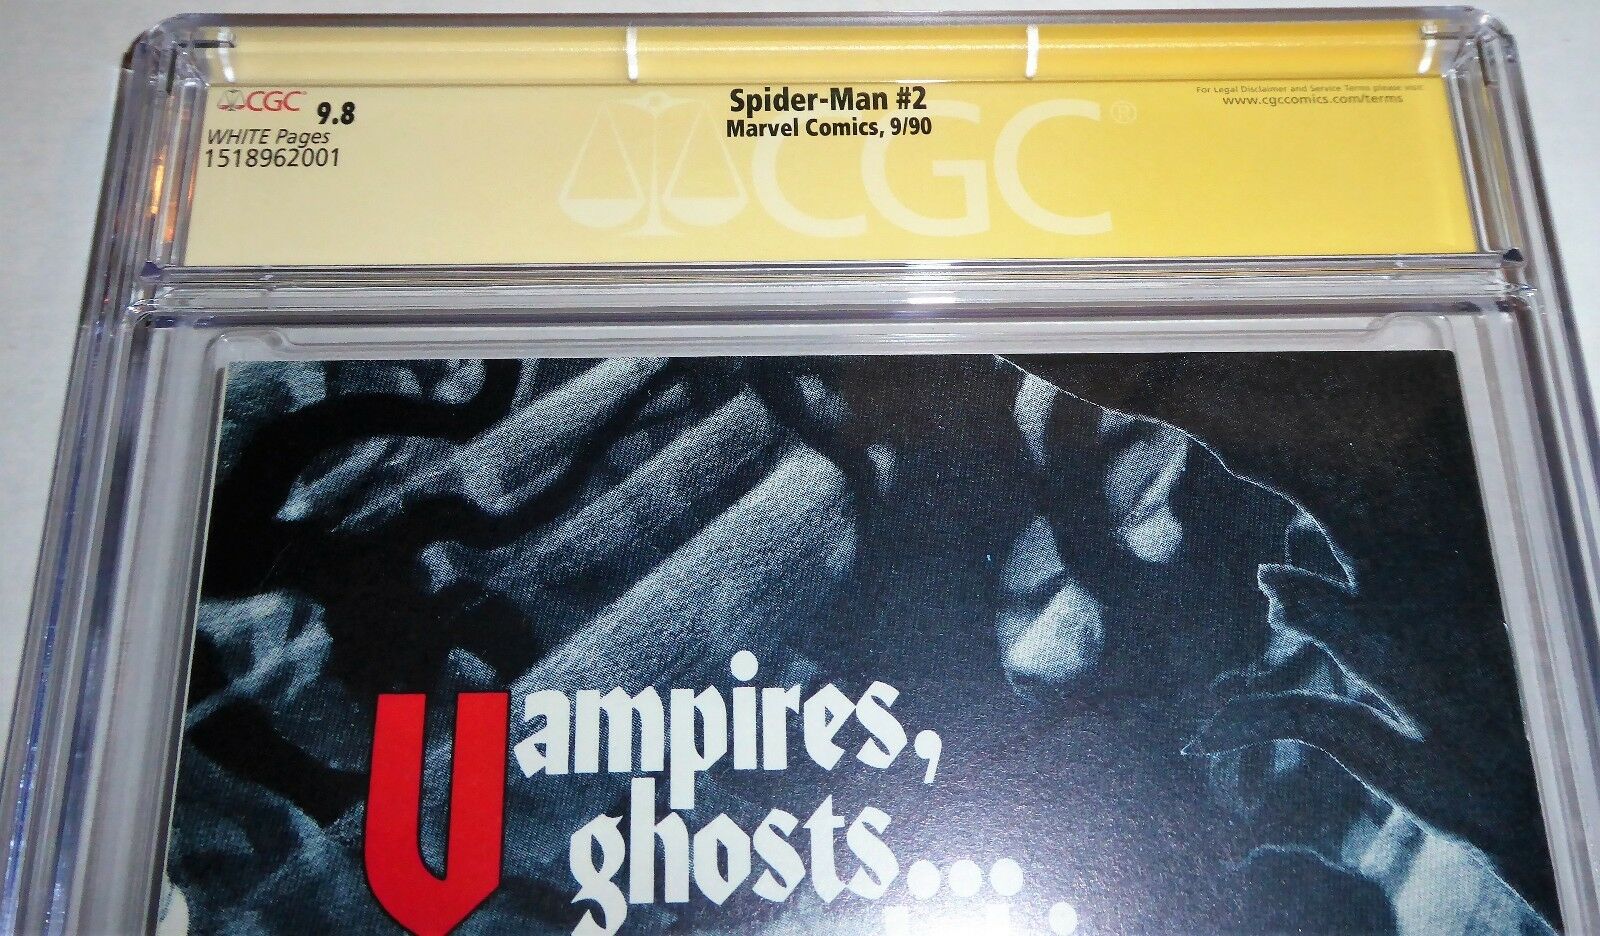 CGC 9.8
WHITE Pages
1518962001
Spider-Man #2
Marvel Comics, 9/90
For Legal Disclaimer and Service Terms please visit:
www.cgccomics.com/terms
CGC®
Vampires,
ghosts...